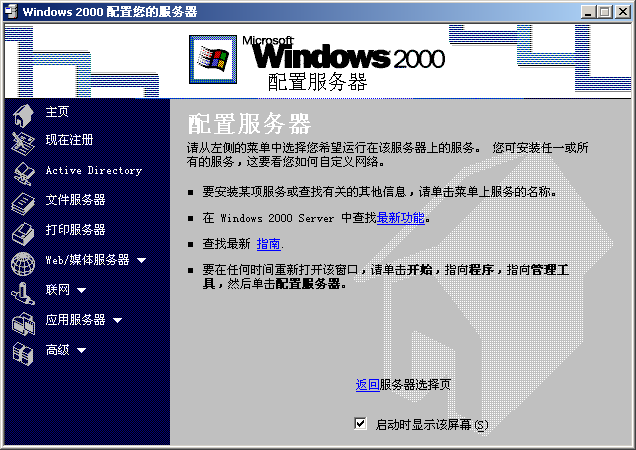 Windows 2000 配置您的服务器
Microsoft
Windows 2000
配置服务器
主页
现在注册
Active Directory
文件服务器
打印服务器
Web/媒体服务器
联网
应用服务器
高级
配置服务器
请从左侧的菜单中选择您希望运行在该服务器上的服务。 您可安装任一或所
有的服务，这要看您如何自定义网络。
要安装某项服务或查找有关的其他信息，请单击菜单上服务的名称。
在 Windows 2000 Server 中查找最新功能。
查找最新 指南.
要在任何时间重新打开该窗口，请单击开始，指向程序，指向管理工
具，然后单击配置服务器。
返回服务器选择页
启动时显示该屏幕(S)